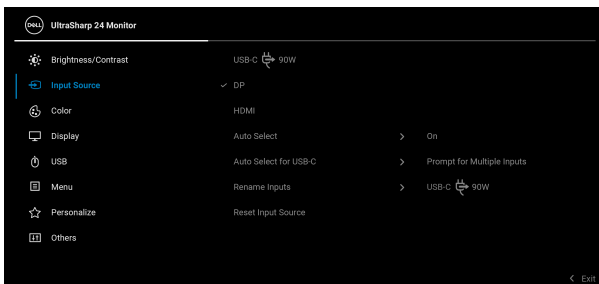 DELL UltraSharp 24 Monitor
Brightness/Contrast USB-C 90W
Input Source DP
Color HDMI
Display Auto Select On
USB Auto Select for USB-C Prompt for Multiple Inputs
Menu Rename Inputs USB-C 90W
Personalize Reset Input Source
Others
Exit